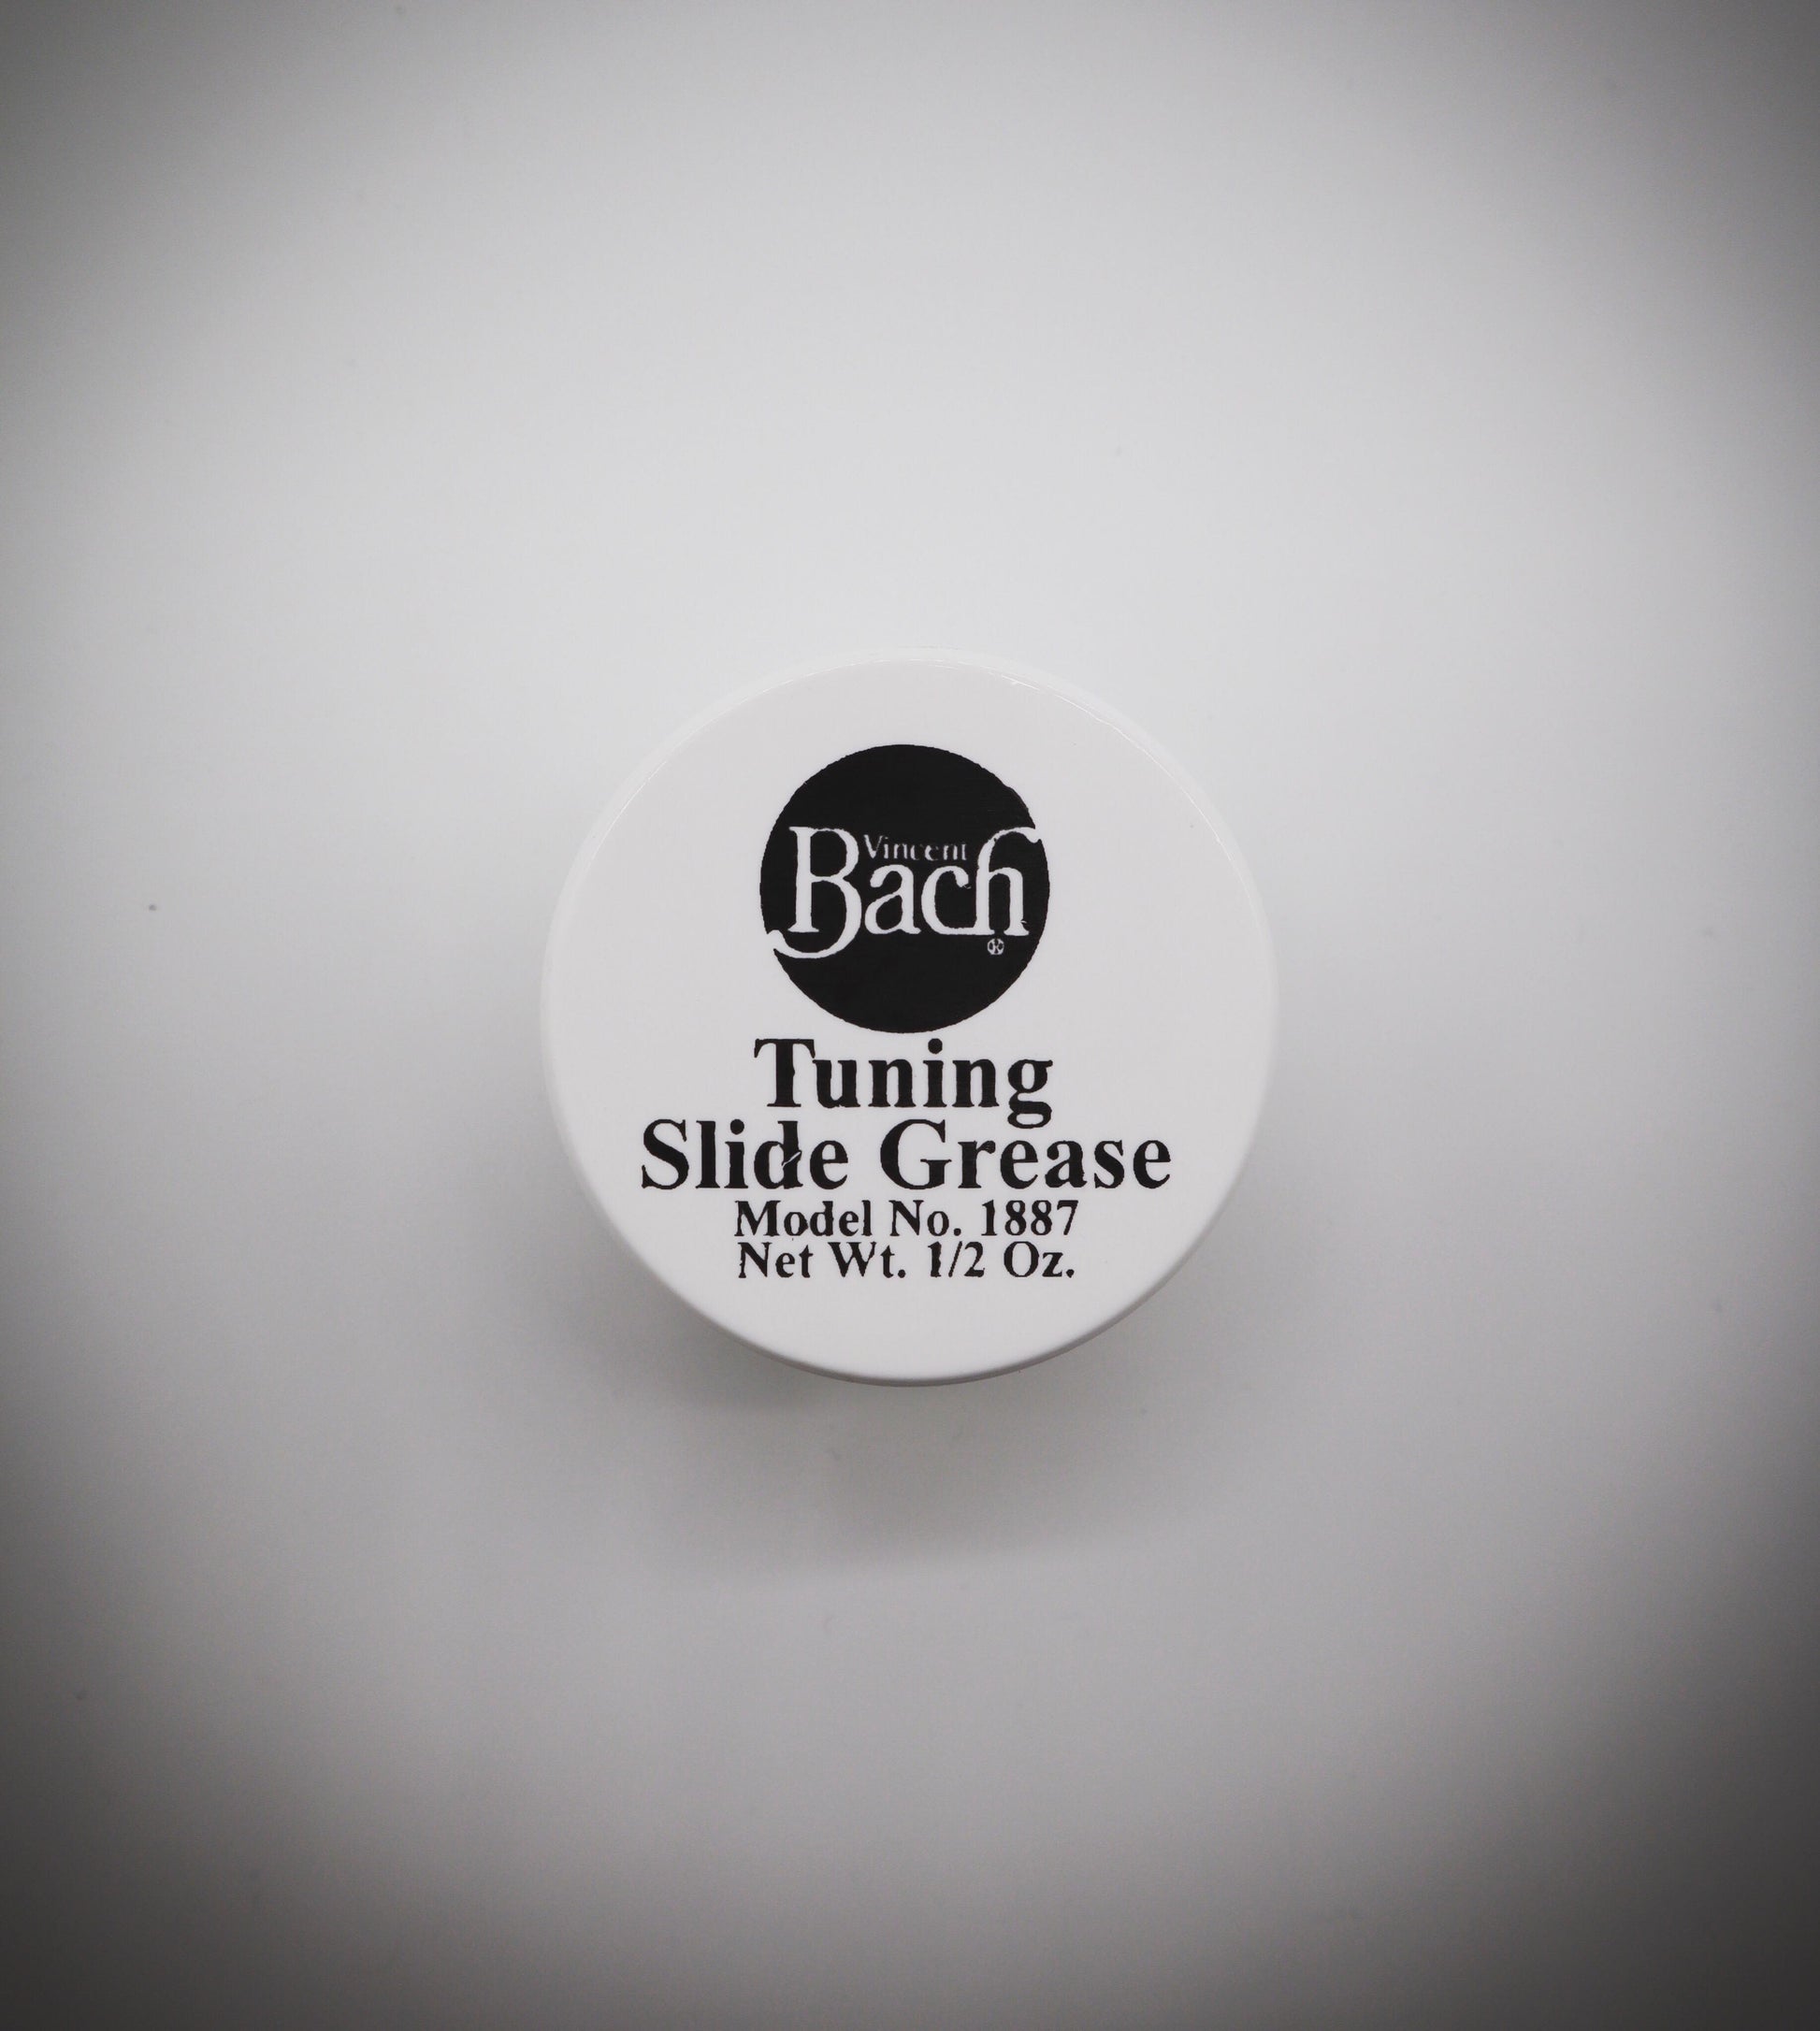 Vincent
Bach
®
Tuning
Slide Grease
Model No. 1887
Net Wt. 1/2 Oz.